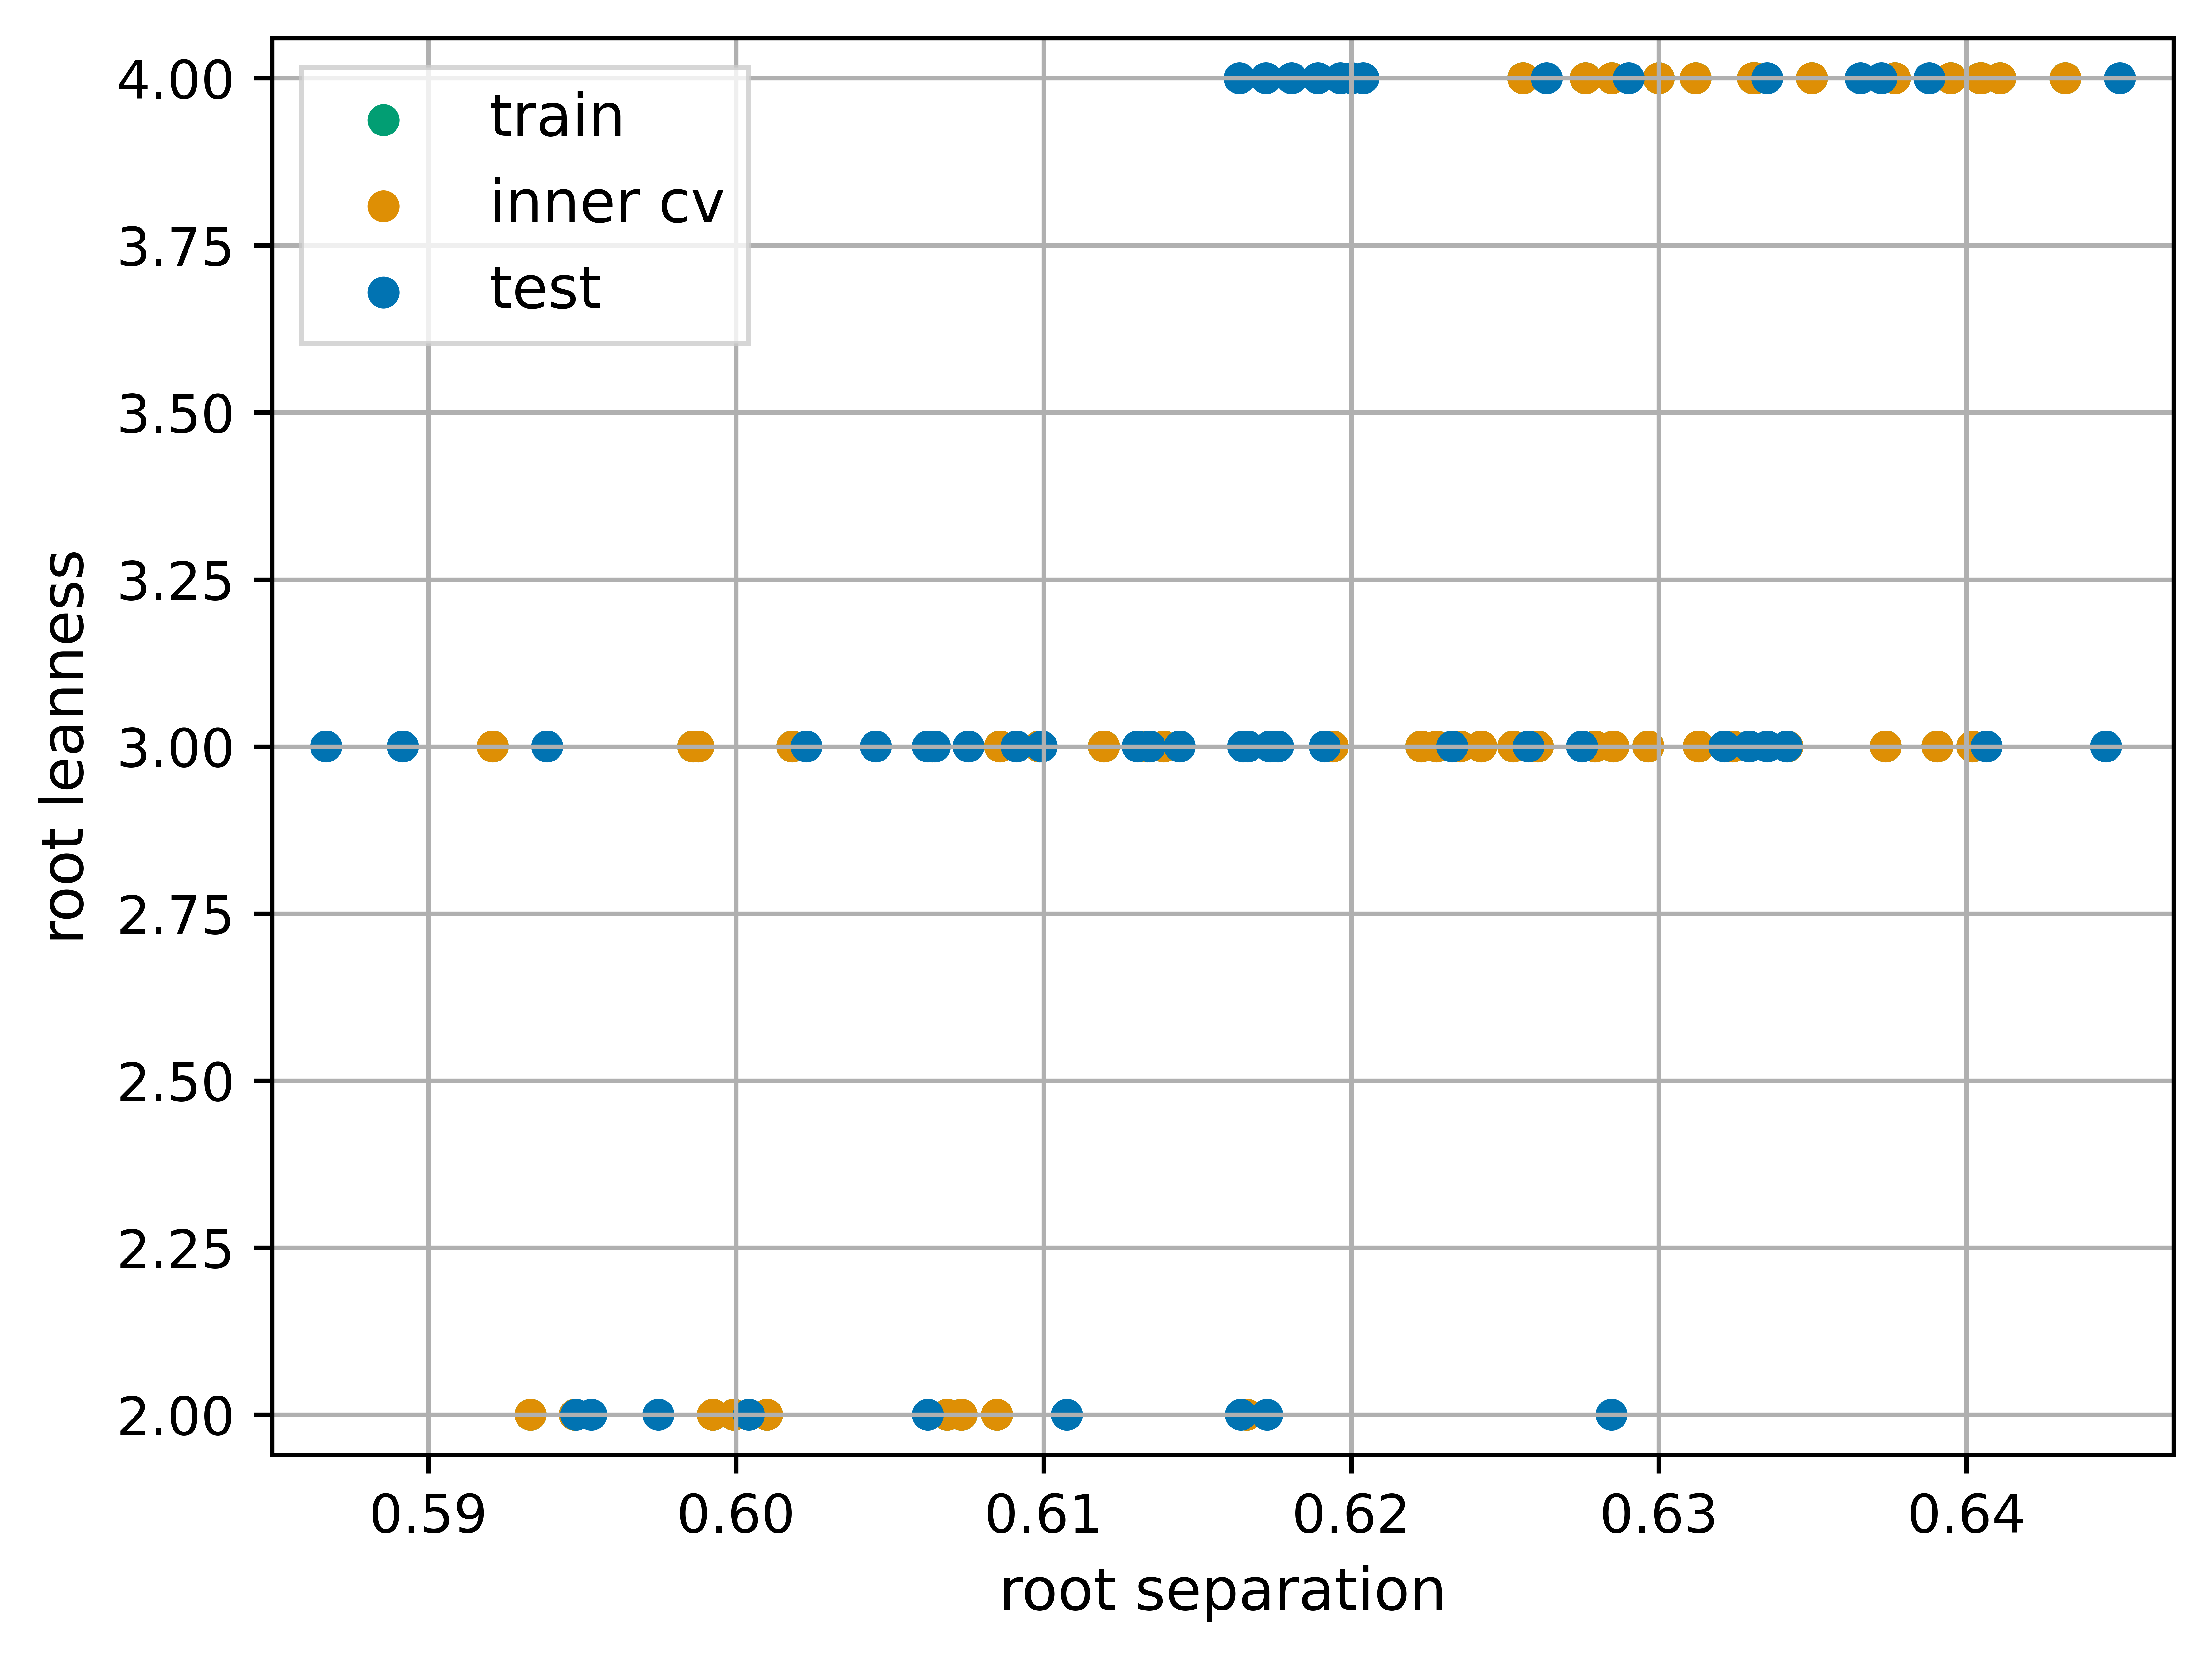 train
inner cv
test
4.00
3.75
3.50
3.25
3.00
2.75
2.50
2.25
2.00
root leanness
0.59 0.60 0.61 0.62 0.63 0.64
root separation